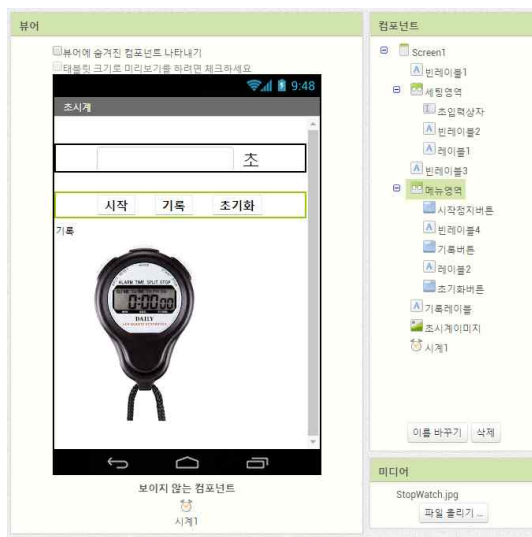 뷰어
뷰어에 숨겨진 컴포넌트 나타내기
태블릿 크기로 미리보기를 하려면 체크하세요
9:48
초시계
초
시작 기록 초기화
기록
ALARM TIME SPLIT STOP
0:00 00
DAILY
보이지 않는 컴포넌트
시계1
컴포넌트
Screen1
빈레이블1
세팅영역
초입력상자
빈레이블2
레이블1
빈레이블3
메뉴영역
시작정지버튼
빈레이블4
기록버튼
레이블2
초기화버튼
기록레이블
초시계이미지
시계1
이름 바꾸기 삭제
미디어
StopWatch.jpg
파일 올리기 ...